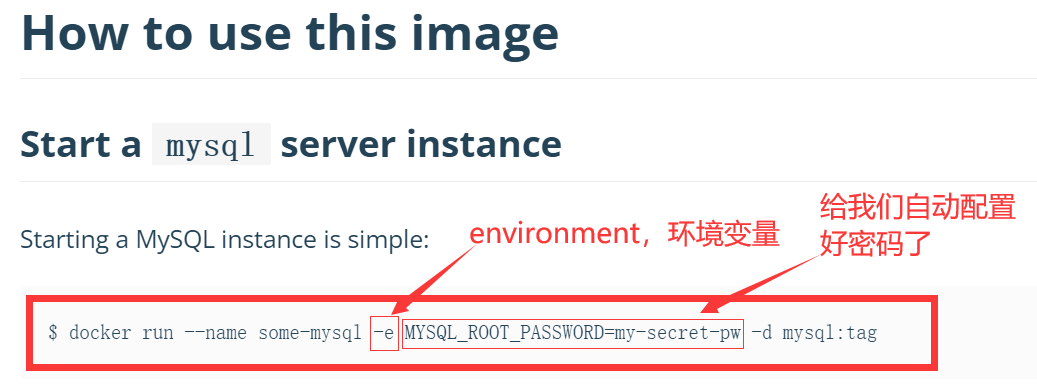 How to use this image
Start a mysql server instance
给我们自动配置
好密码了
Starting a MySQL instance is simple:
environment，环境变量
$ docker run --name some-mysql -e MYSQL_ROOT_PASSWORD=my-secret-pw -d mysql:tag